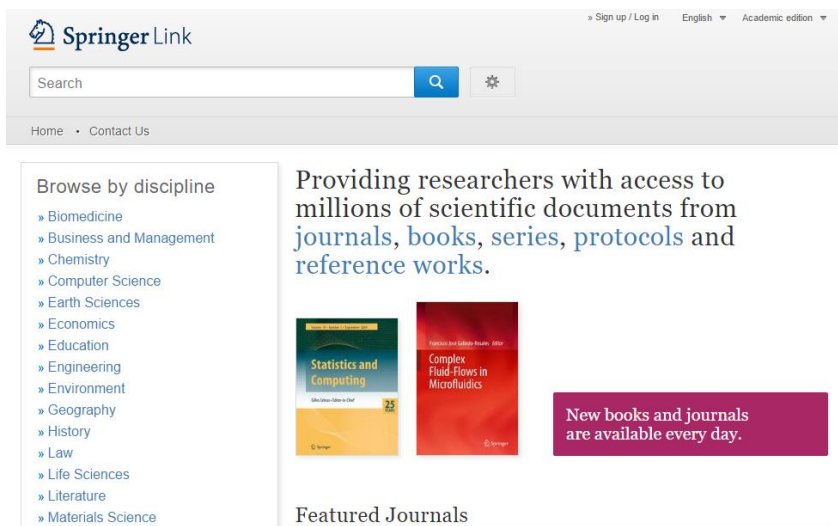 » Sign up / Log in English Academic edition
Springer Link
Search
Home • Contact Us
Browse by discipline
» Biomedicine
» Business and Management
» Chemistry
» Computer Science
» Earth Sciences
» Economics
» Education
» Engineering
» Environment
» Geography
» History
» Law
» Life Sciences
» Literature
» Materials Science
Providing researchers with access to
millions of scientific documents from
journals, books, series, protocols and
reference works.
Statistics and
Computing
25
Springer
Complex
Fluid-Flows in
Microfluidics
Springer
New books and journals
are available every day.
Featured Journals